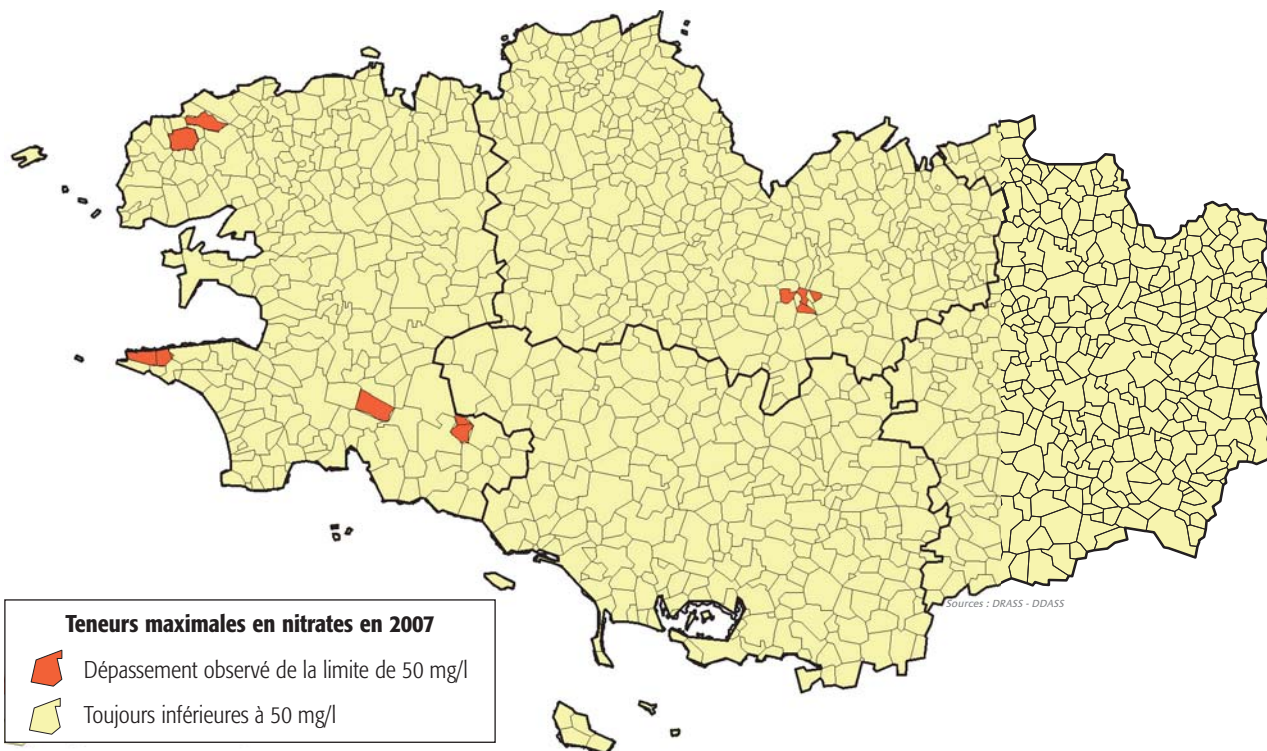 Sources : DRASS - DDASS
Teneurs maximales en nitrates en 2007
Dépassement observé de la limite de 50 mg/l
Toujours inférieures à 50 mg/l